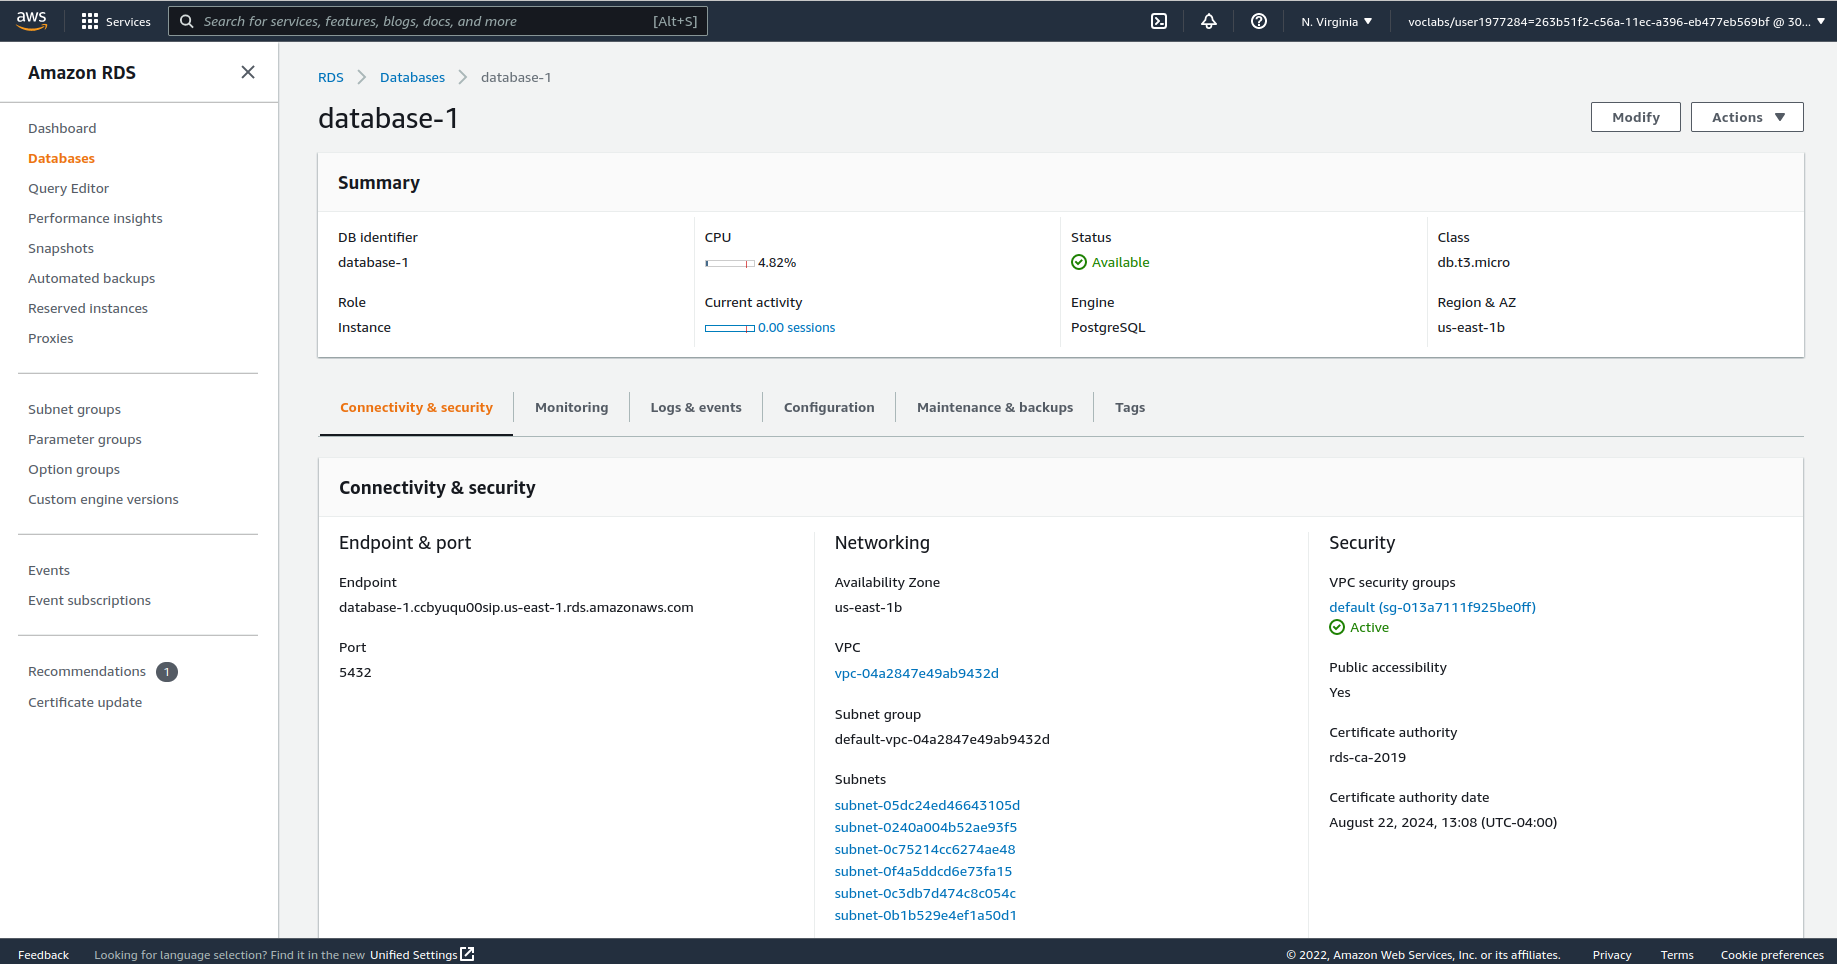 aws Services Search for services, features, blogs, docs, and more [Alt+S] N. Virginia voclabs/user1977284=263b51f2-c56a-11ec-a396-eb477eb569bf @ 30...
Amazon RDS
Dashboard
Databases
Query Editor
Performance insights
Snapshots
Automated backups
Reserved instances
Proxies
Subnet groups
Parameter groups
Option groups
Custom engine versions
Events
Event subscriptions
Recommendations 1
Certificate update
RDS Databases database-1
database-1
Modify Actions
Summary
DB identifier
database-1
Role
Instance
CPU
4.82%
Current activity
0.00 sessions
Status
Available
Engine
PostgreSQL
Class
db.t3.micro
Region & AZ
us-east-1b
Connectivity & security Monitoring Logs & events Configuration Maintenance & backups Tags
Connectivity & security
Endpoint & port
Endpoint
database-1.ccbyuqu00sip.us-east-1.rds.amazonaws.com
Port
5432
Networking
Availability Zone
us-east-1b
VPC
vpc-04a2847e49ab9432d
Subnet group
default-vpc-04a2847e49ab9432d
Subnets
subnet-05dc24ed46643105d
subnet-0240a004b52ae93f5
subnet-0c75214cc6274ae48
subnet-0f4a5ddcd6e73fa15
subnet-0c3db7d474c8c054c
subnet-0b1b529e4ef1a50d1
Security
VPC security groups
default (sg-013a7111f925be0ff)
Active
Public accessibility
Yes
Certificate authority
rds-ca-2019
Certificate authority date
August 22, 2024, 13:08 (UTC-04:00)
Feedback Looking for language selection? Find it in the new Unified Settings © 2022, Amazon Web Services, Inc. or its affiliates. Privacy Terms Cookie preferences